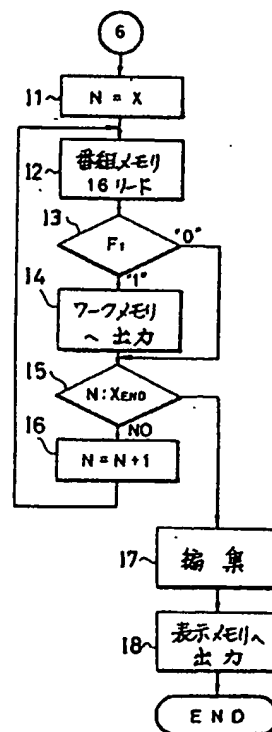 6
11
N = X
12
番組メモリ
16リード
13
F1
"0"
"1"
14
ワークメモリ
へ出力
15
N:XEND
NO
16
N=N+1
17
編集
18
表示メモリへ
出力
END